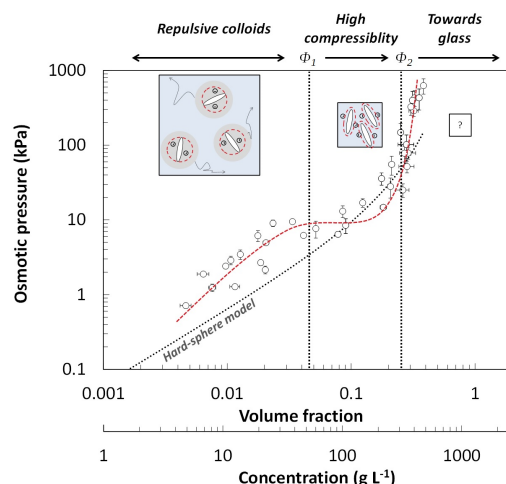 Repulsive colloids
High
compressiblity
Towards
glass
Φ1
Φ2
1000
100
10
1
0.1
Osmotic pressure (kPa)
?
Hard-sphere model
0.001
0.01
0.1
1
Volume fraction
1
10
100
1000
Concentration (g L-1)